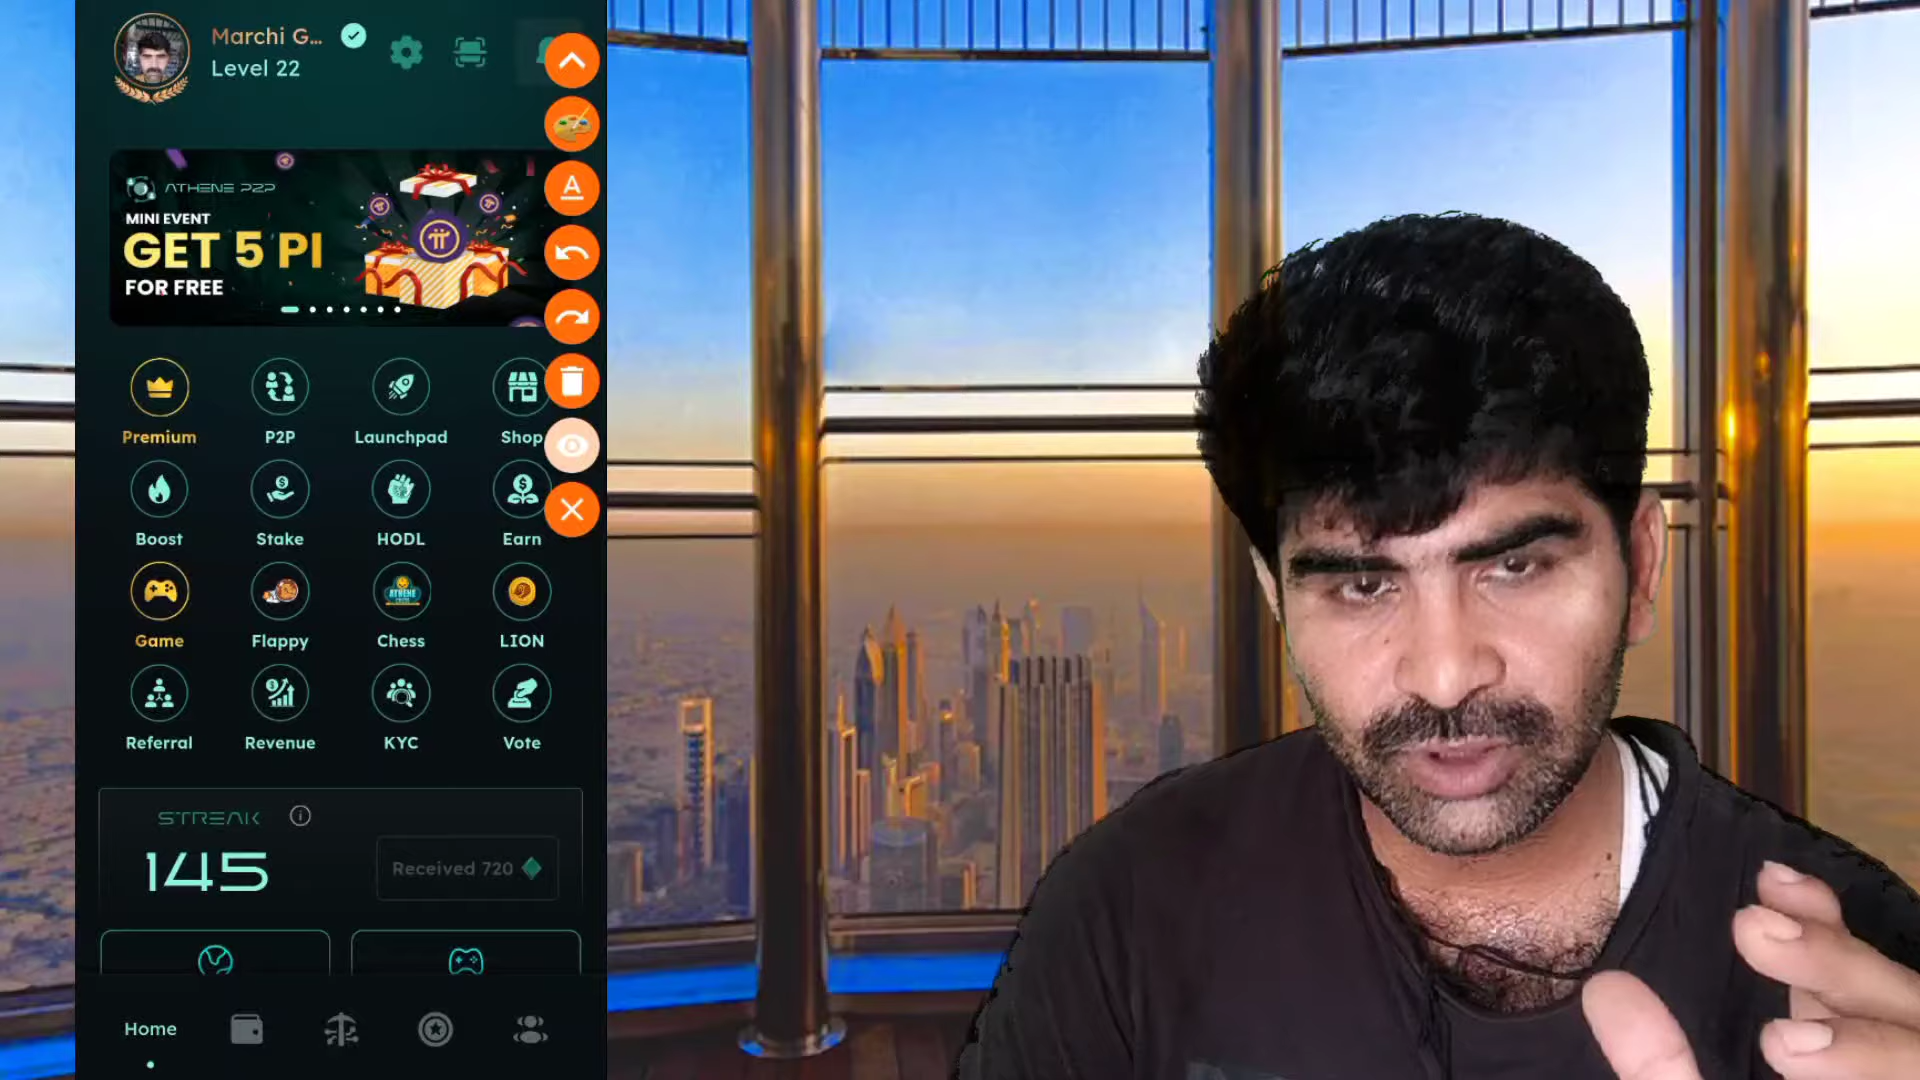 Marchi G...
Level 22
ATHENE P2P
MINI EVENT
GET 5 PI
FOR FREE
A
Premium
P2P
Launchpad
Shop
Boost
Stake
HODL
Earn
ATHENE
Game
Flappy
Chess
LION
Referral
Revenue
KYC
Vote
STREAK
145
Received 720
Home